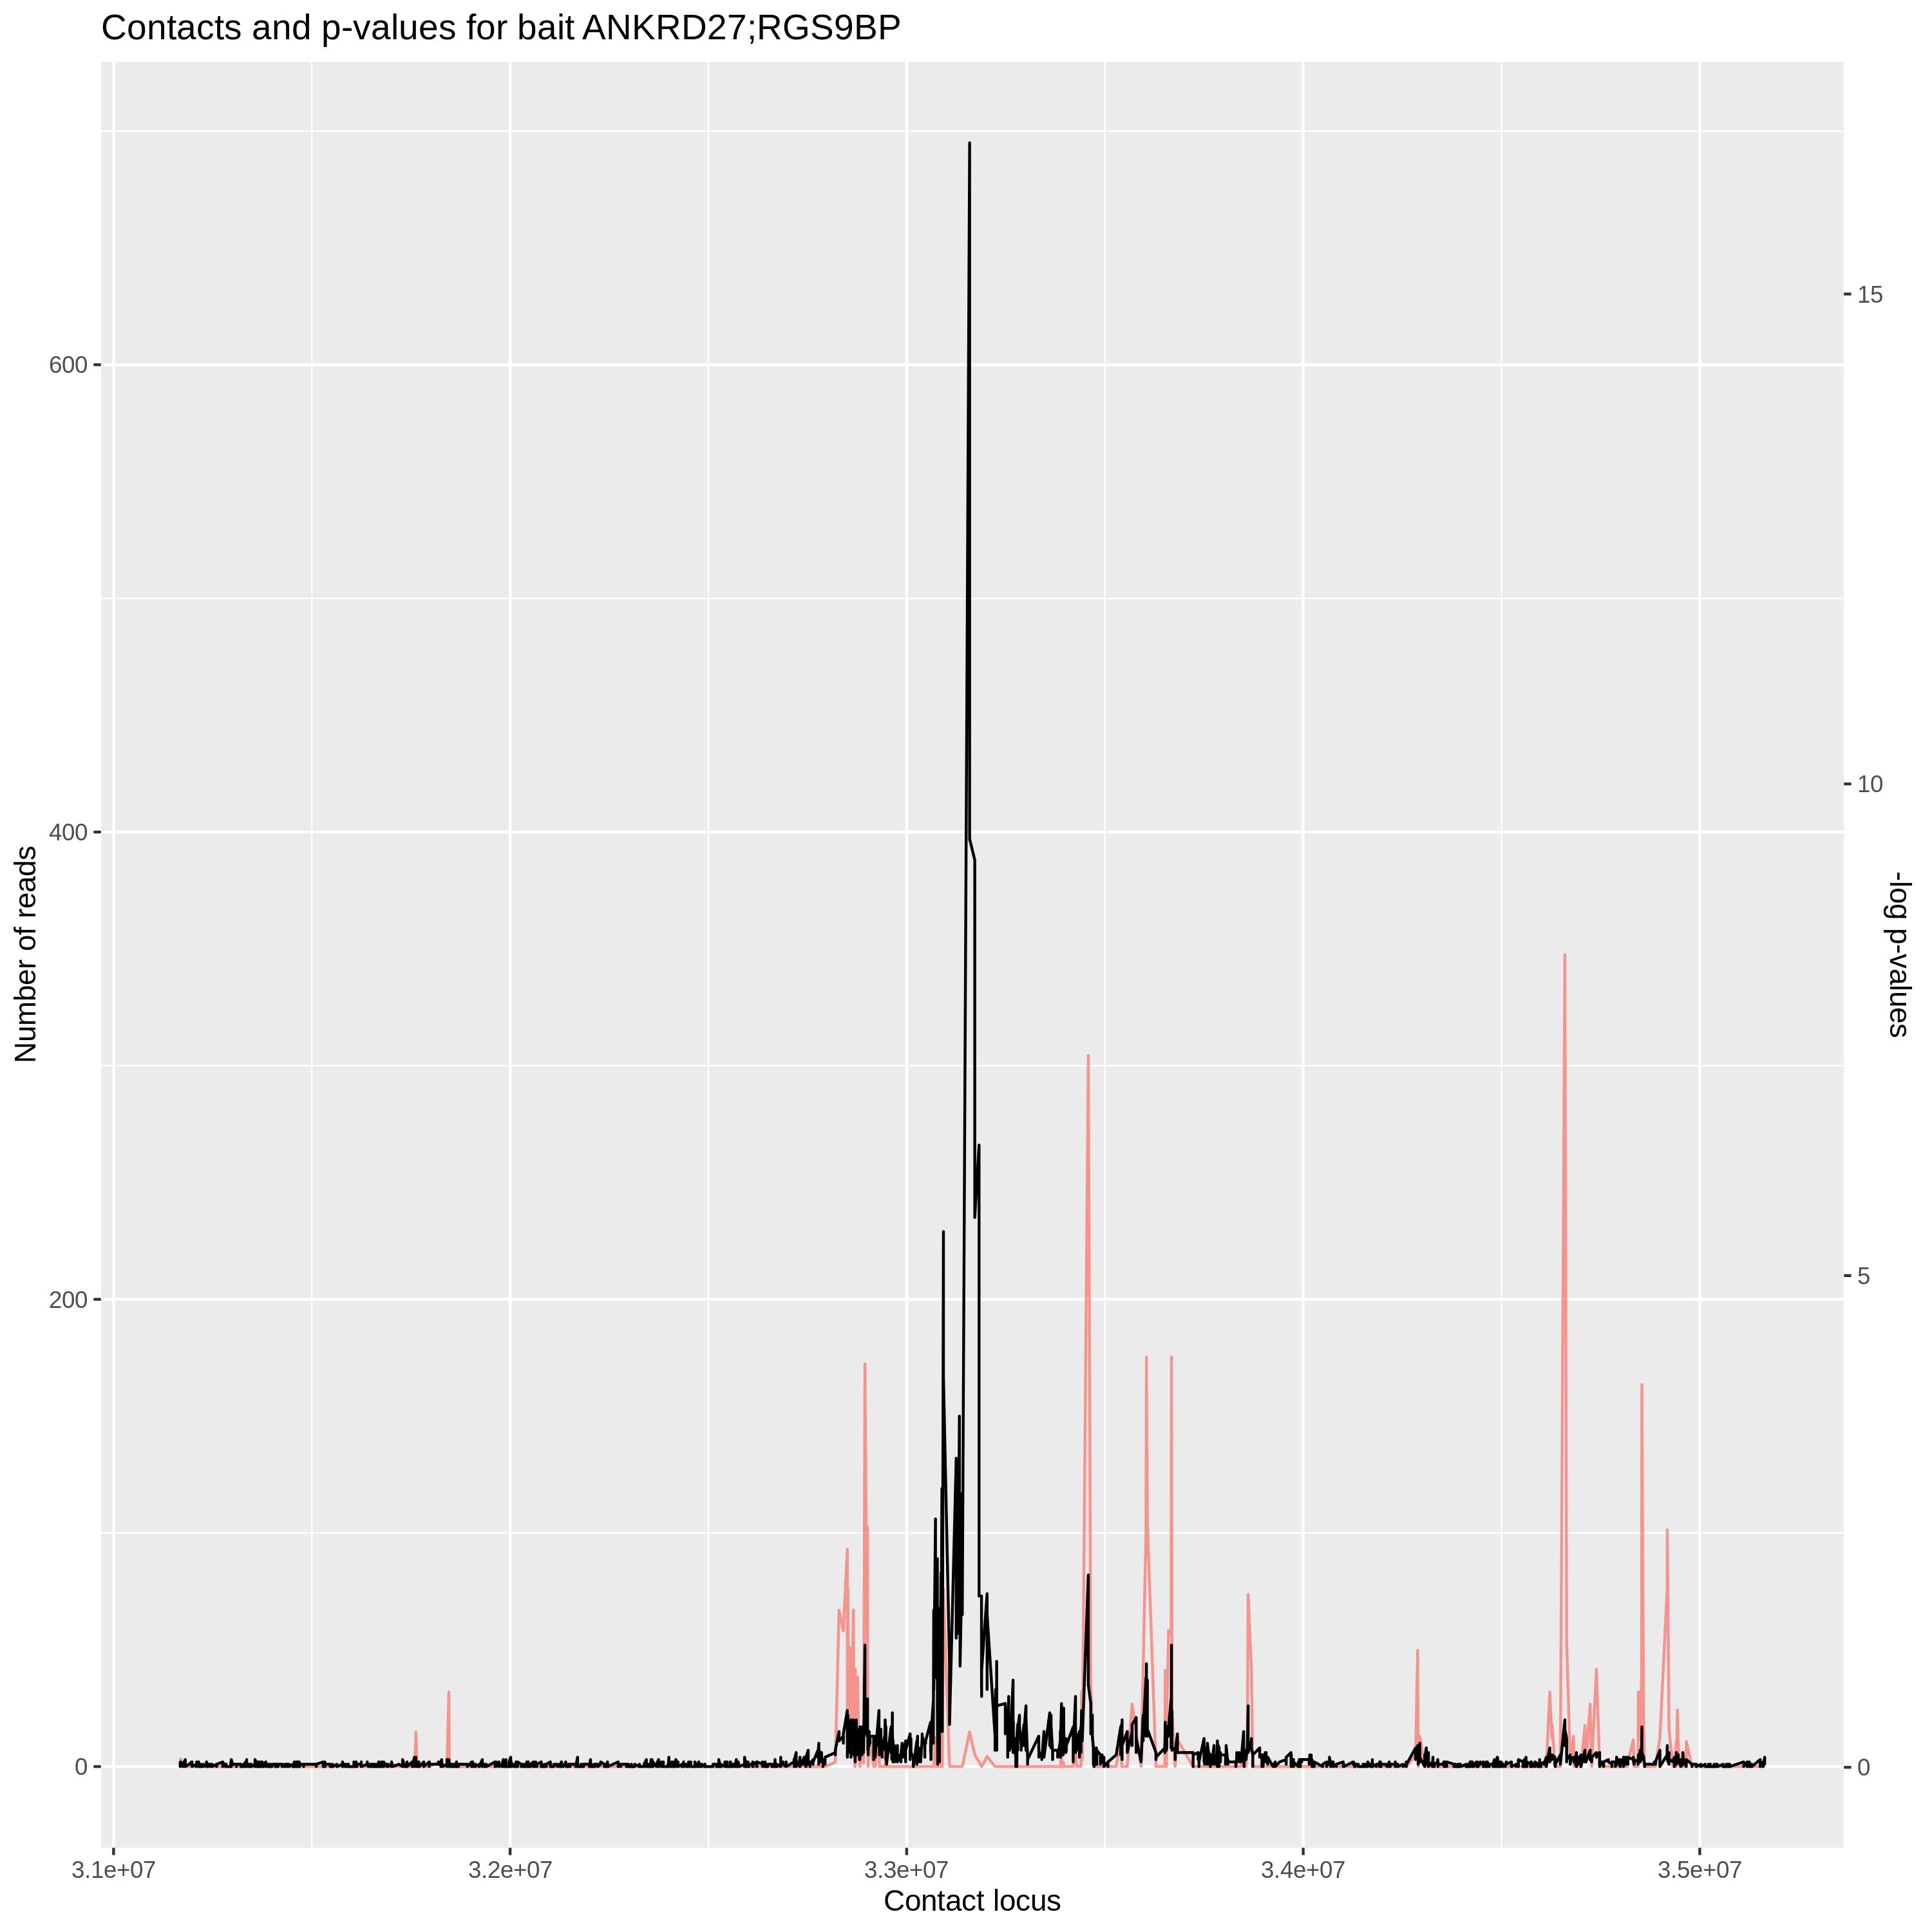 Contacts and p-values for bait ANKRD27;RGS9BP
Number of reads
600
400
200
0
15
10
5
0
-log p-values
3.1e+07
3.2e+07
3.3e+07
3.4e+07
3.5e+07
Contact locus